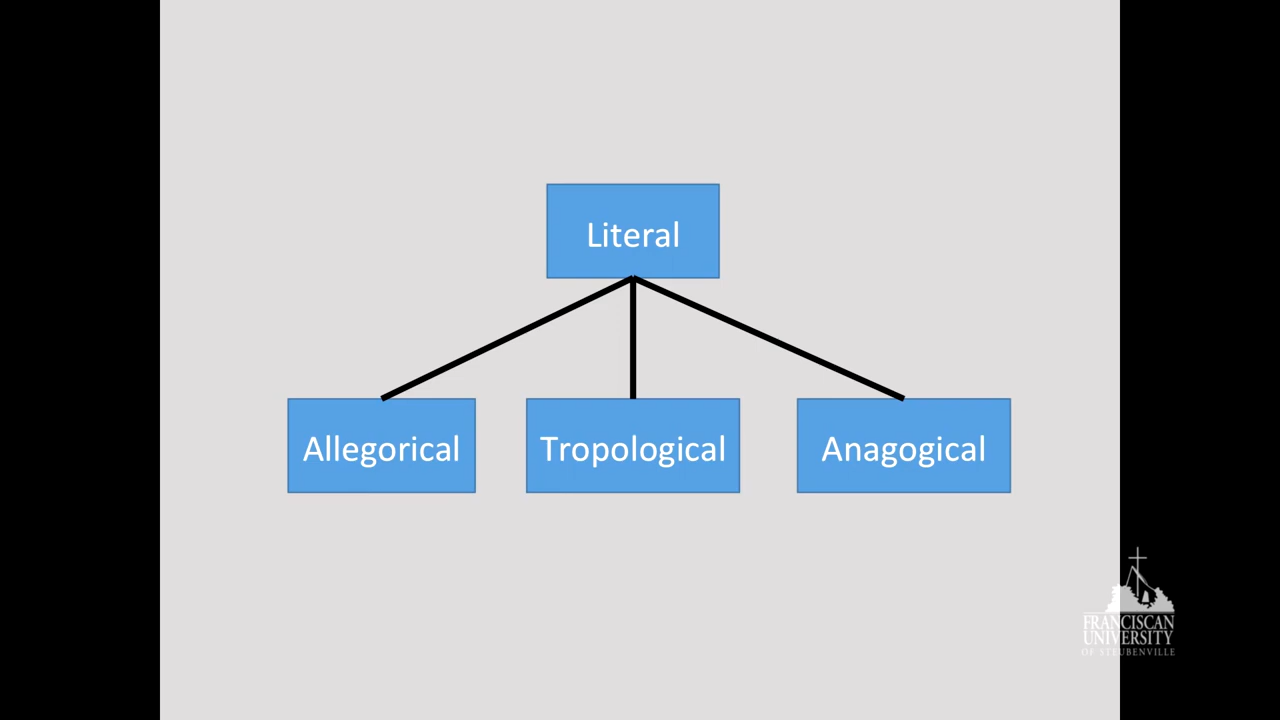 Literal
Allegorical
Tropological
Anagogical
FRANCISCAN
UNIVERSITY
OF STEUBENVILLE